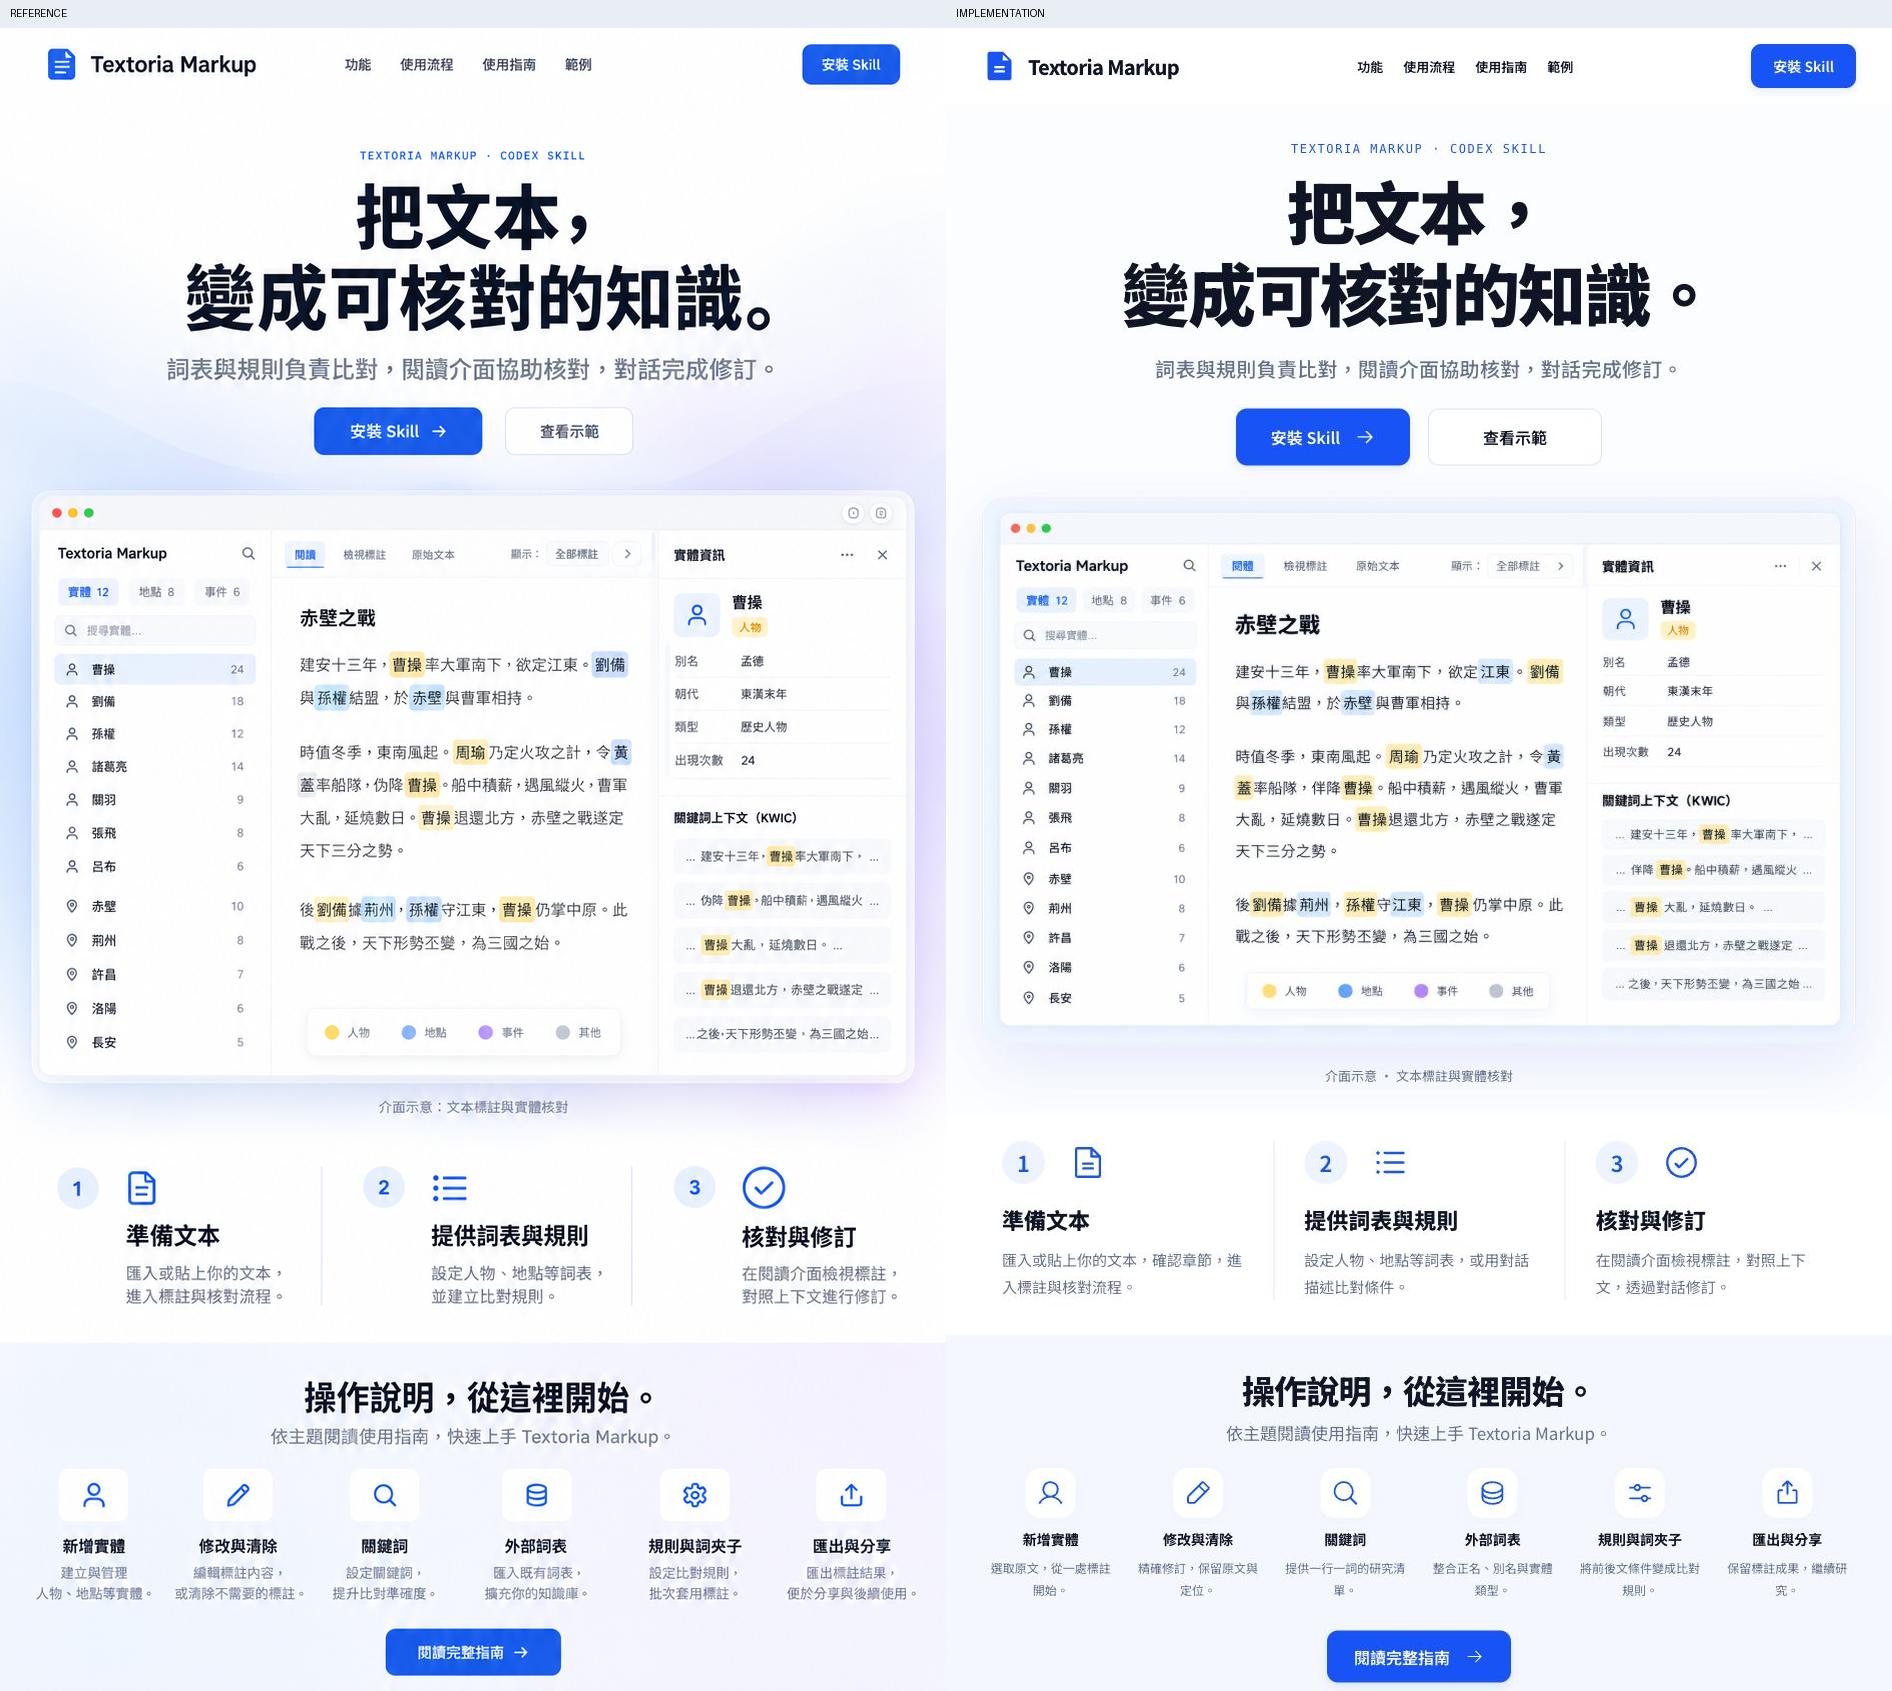 REFERENCE
Textoria Markup
功能 使用流程 使用指南 範例
安裝 Skill
TEXTORIA MARKUP · CODEX SKILL
把文本，
變成可核對的知識。
詞表與規則負責比對，閱讀介面協助核對，對話完成修訂。
安裝 Skill →
查看示範
Textoria Markup
實體 12 地點 8 事件 6
搜尋實體...
曹操 24
劉備 18
孫權 12
諸葛亮 14
關羽 9
張飛 8
呂布 6
赤壁 10
荊州 8
許昌 7
洛陽 6
長安 5
閱讀 檢視標註 原始文本 顯示： 全部標註
赤壁之戰
建安十三年，曹操率大軍南下，欲定江東。劉備
與孫權結盟，於赤壁與曹軍相持。
時值冬季，東南風起。周瑜乃定火攻之計，令黃
蓋率船隊，伪降曹操。船中積薪，遇風縱火，曹軍
大亂，延燒數日。曹操退還北方，赤壁之戰遂定
天下三分之勢。
後劉備據荊州，孫權守江東，曹操仍掌中原。此
戰之後，天下形勢丕變，為三國之始。
人物 地點 事件 其他
實體資訊 ... ×
曹操
人物
別名 孟德
朝代 東漢末年
類型 歷史人物
出現次數 24
關鍵詞上下文（KWIC）
... 建安十三年，曹操率大軍南下， ...
... 伪降曹操，船中積薪，遇風縱火 ...
... 曹操大亂，延燒數日。 ...
... 曹操退還北方，赤壁之戰遂定 ...
...之後，天下形勢丕變，為三國之始...
介面示意：文本標註與實體核對
1
準備文本
匯入或貼上你的文本，
進入標註與核對流程。
2
提供詞表與規則
設定人物、地點等詞表，
並建立比對規則。
3
核對與修訂
在閱讀介面檢視標註，
對照上下文進行修訂。
操作說明，從這裡開始。
依主題閱讀使用指南，快速上手 Textoria Markup。
新增實體
建立與管理
人物、地點等實體。
修改與清除
編輯標註內容，
或清除不需要的標註。
關鍵詞
設定關鍵詞，
提升比對準確度。
外部詞表
匯入既有詞表，
擴充你的知識庫。
規則與詞夾子
設定比對規則，
批次套用標註。
匯出與分享
匯出標註結果，
便於分享與後續使用。
閱讀完整指南 →
IMPLEMENTATION
Textoria Markup
功能 使用流程 使用指南 範例
安裝 Skill
TEXTORIA MARKUP · CODEX SKILL
把文本，
變成可核對的知識。
詞表與規則負責比對，閱讀介面協助核對，對話完成修訂。
安裝 Skill →
查看示範
Textoria Markup
實體 12 地點 8 事件 6
搜尋實體...
曹操 24
劉備 18
孫權 12
諸葛亮 14
關羽 9
張飛 8
呂布 6
赤壁 10
荊州 8
許昌 7
洛陽 6
長安 5
閱體 檢視標註 原始文本 顯示： 全部標註
赤壁之戰
建安十三年，曹操率大軍南下，欲定江東。劉備
與孫權結盟，於赤壁與曹軍相持。
時值冬季，東南風起。周瑜乃定火攻之計，令黃
蓋率船隊，佯降曹操。船中積薪，遇風縱火，曹軍
大亂，延燒數日。曹操退還北方，赤壁之戰遂定
天下三分之勢。
後劉備據荊州，孫權守江東，曹操仍掌中原。此
戰之後，天下形勢丕變，為三國之始。
人物 地點 事件 其他
實體資訊 ... ×
曹操
人物
別名 孟德
朝代 東漢末年
類型 歷史人物
出現次數 24
關鍵詞上下文（KWIC）
... 建安十三年，曹操率大軍南下， ...
... 佯降曹操。船中積薪，遇風縱火 ...
... 曹操大亂，延燒數日。 ...
... 曹操退還北方，赤壁之戰遂定 ...
... 之後，天下形勢丕變，為三國之始 ...
介面示意 · 文本標註與實體核對
1
準備文本
匯入或貼上你的文本，確認章節，進
入標註與核對流程。
2
提供詞表與規則
設定人物、地點等詞表，或用對話
描述比對條件。
3
核對與修訂
在閱讀介面檢視標註，對照上下
文，透過對話修訂。
操作說明，從這裡開始。
依主題閱讀使用指南，快速上手 Textoria Markup。
新增實體
選取原文，從一處標註
開始。
修改與清除
精確修訂，保留原文與
定位。
關鍵詞
提供一行一詞的研究清
單。
外部詞表
整合正名、別名與實體
類型。
規則與詞夾子
將前後文條件變成比對
規則。
匯出與分享
保留標註成果，繼續研
究。
閱讀完整指南 →